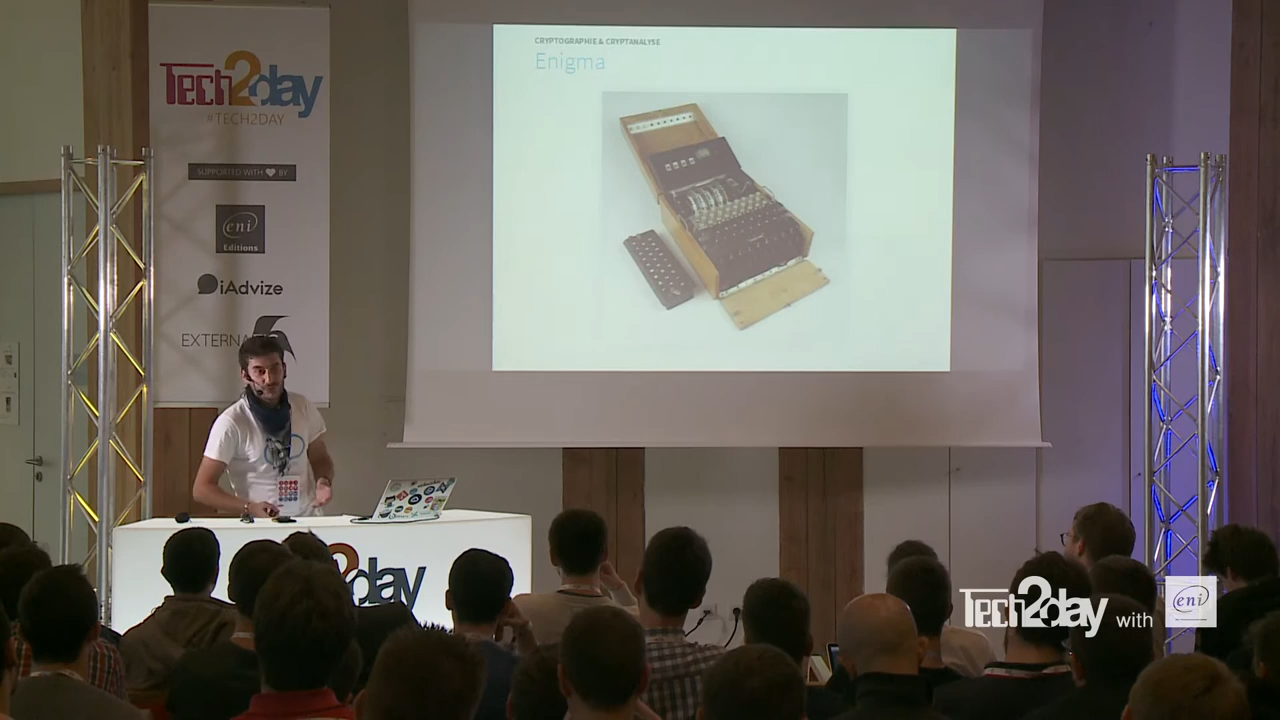 Tech2day
#TECH2DAY
SUPPORTED WITH BY
eni
Editions
iAdvize
CRYPTOGRAPHIE & CRYPTANALYSE
Enigma
2day
Tech2day with eni